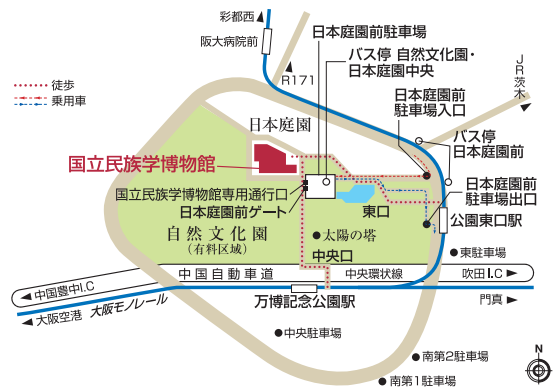 彩都西
阪大病院前
日本庭園前駐車場
バス停 自然文化園・
日本庭園中央
R171
JR茨木
徒歩
乗用車
日本庭園前
駐車場入口
日本庭園
バス停
日本庭園前
国立民族学博物館
国立民族学博物館専用通行口
日本庭園前ゲート
日本庭園前
駐車場出口
東口
公園東口駅
自然文化園
(有料区域)
太陽の塔
中央口
東駐車場
中国自動車道
中央環状線
吹田I.C
中国豊中I.C
大阪空港
大阪モノレール
万博記念公園駅
門真
中央駐車場
南第2駐車場
南第1駐車場
N